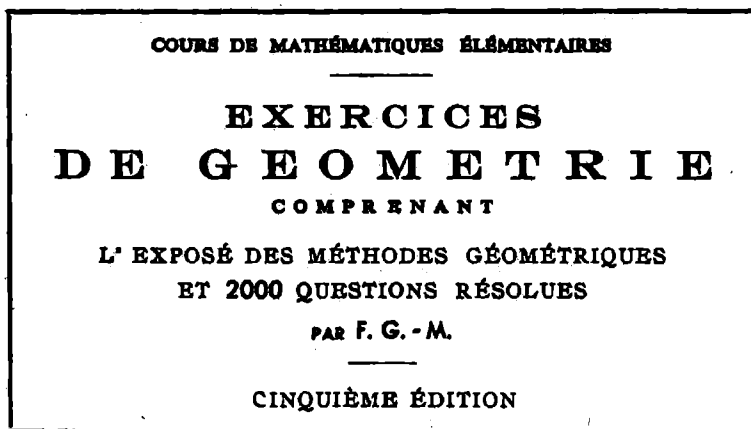 COURS DE MATHÉMATIQUES ÉLÉMENTAIRES
EXERCICES
DE GEOMETRIE
COMPRENANT
L' EXPOSÉ DES MÉTHODES GÉOMÉTRIQUES
ET 2000 QUESTIONS RÉSOLUES
PAR F. G.-M.
CINQUIÈME ÉDITION